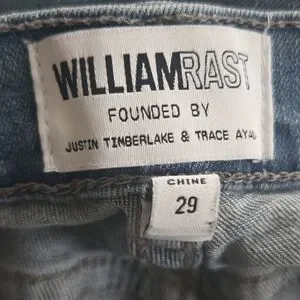 WILLIAMRAST
FOUNDED BY
JUSTIN TIMBERLAKE & TRACE AYALA
CHINE
29